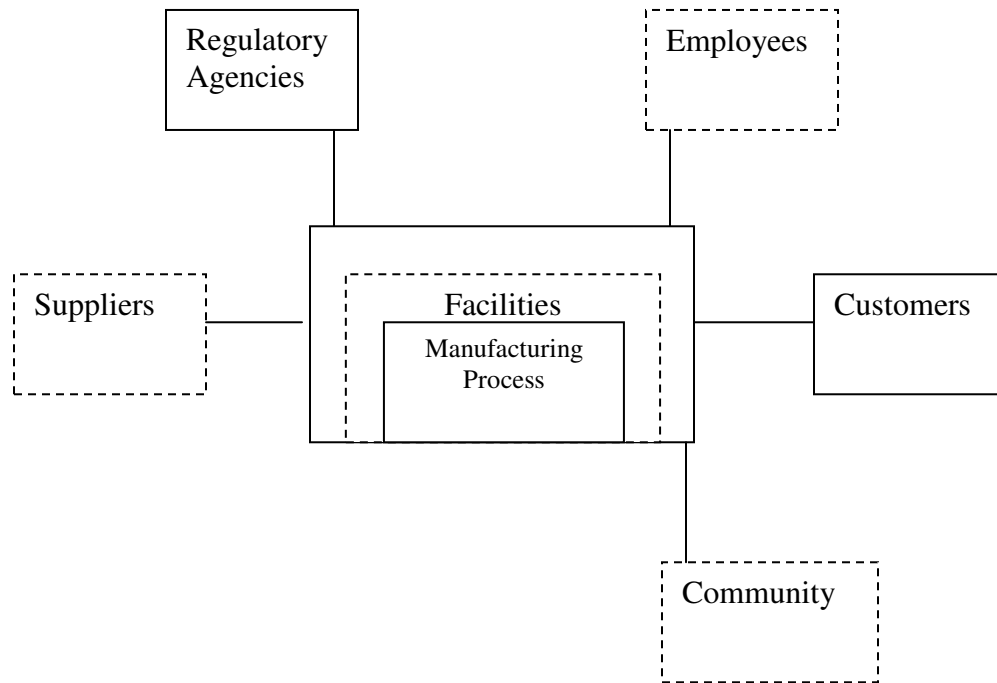 Regulatory
Agencies
Employees
Suppliers
Facilities
Manufacturing
Process
Customers
Community